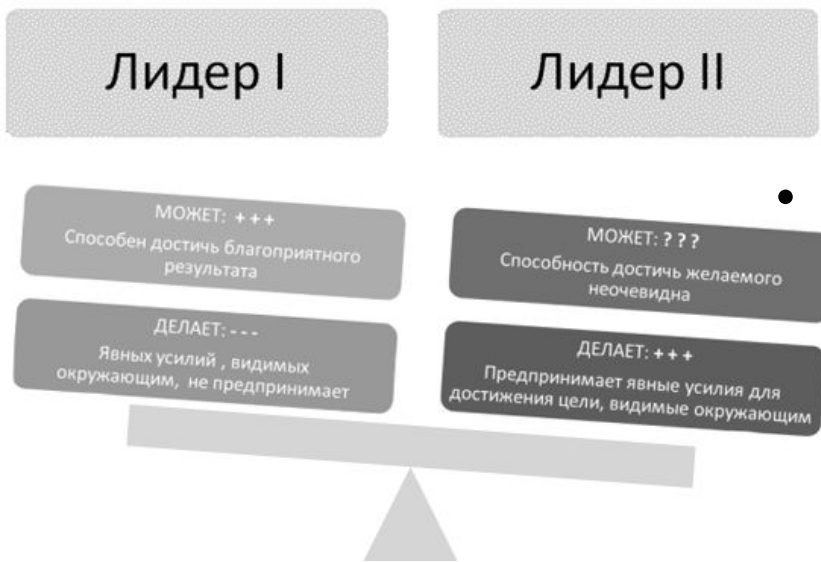 Лидер I
Лидер II
МОЖЕТ: + + +
Способен достичь благоприятного
результата
ДЕЛАЕТ: - - -
Явных усилий , видимых
окружающим, не предпринимает
МОЖЕТ: ? ? ?
Способность достичь желаемого
неочевидна
ДЕЛАЕТ: + + +
Предпринимает явные усилия для
достижения цели, видимые окружающим